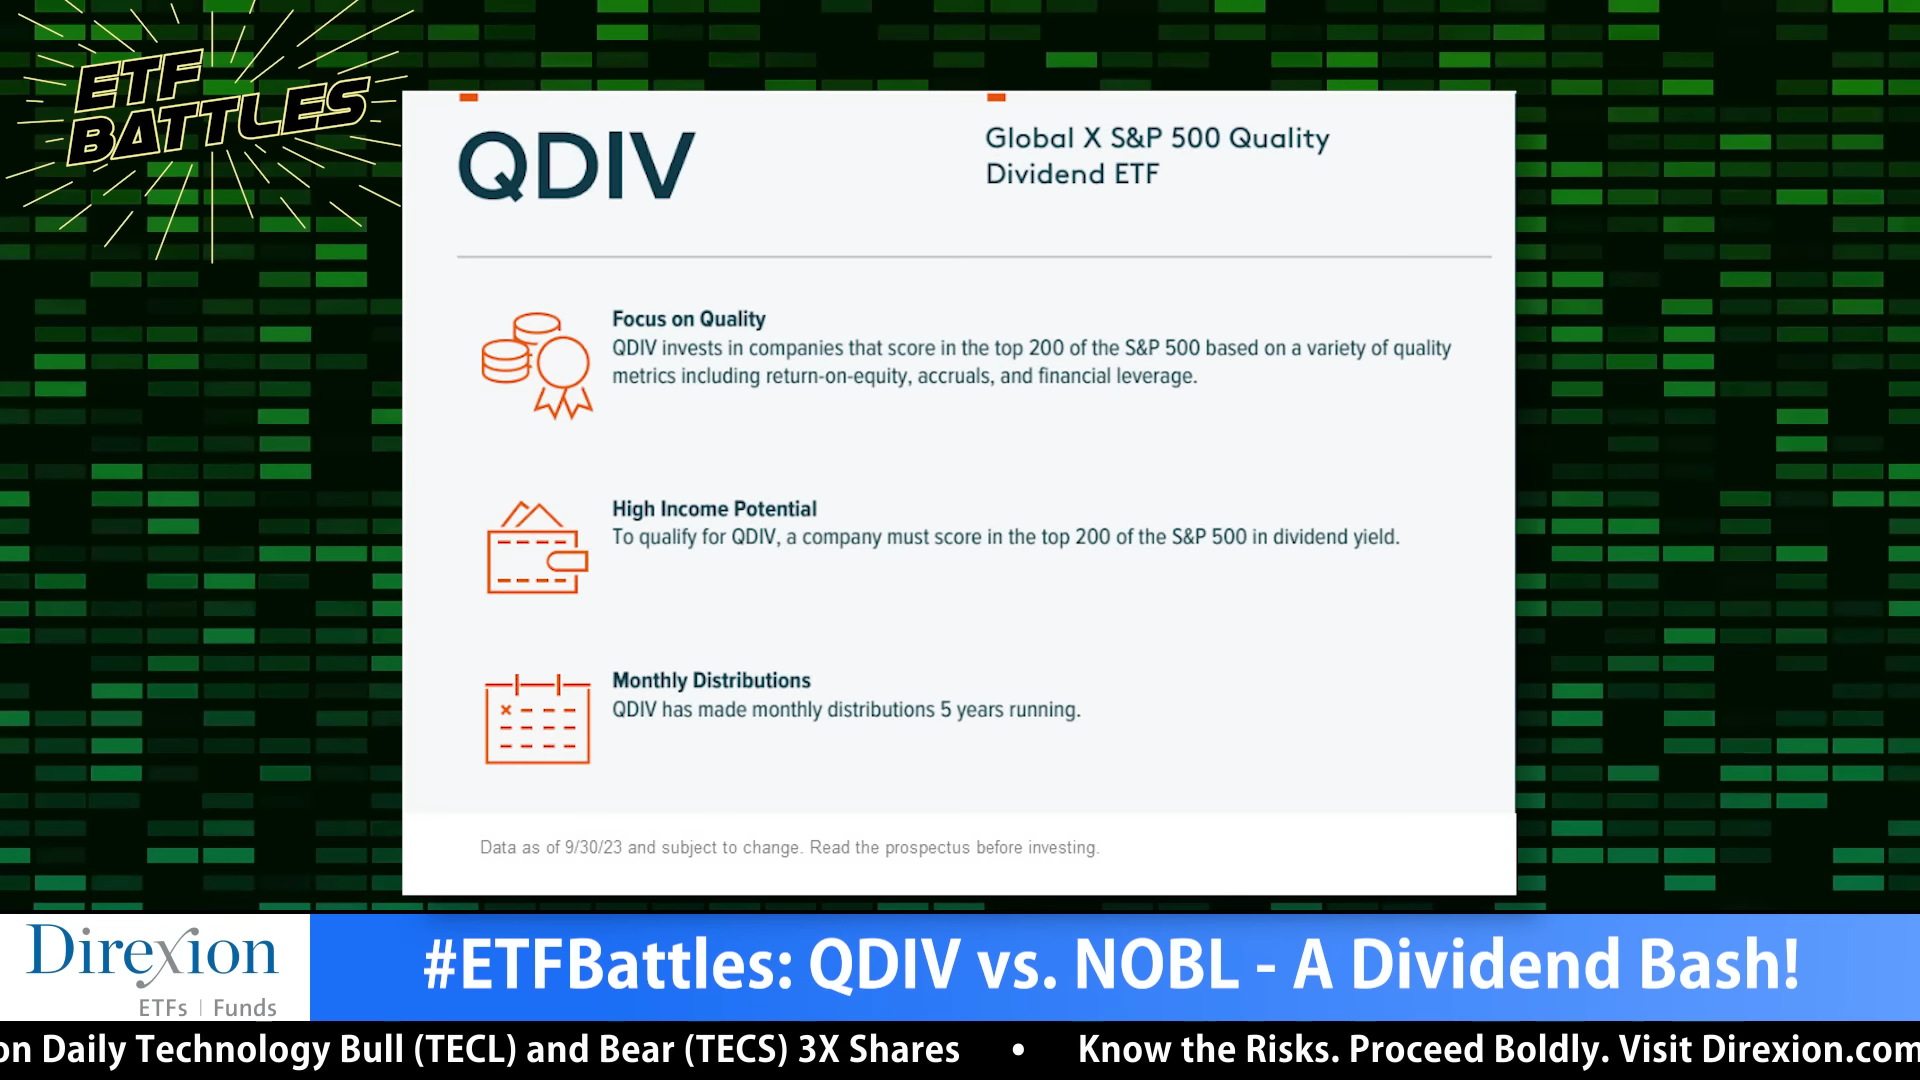 ETF
BATTLES
QDIV
Global X S&P 500 Quality
Dividend ETF
Focus on Quality
QDIV invests in companies that score in the top 200 of the S&P 500 based on a variety of quality
metrics including return-on-equity, accruals, and financial leverage.
High Income Potential
To qualify for QDIV, a company must score in the top 200 of the S&P 500 in dividend yield.
Monthly Distributions
QDIV has made monthly distributions 5 years running.
Data as of 9/30/23 and subject to change. Read the prospectus before investing.
Direxion
ETFs | Funds
#ETFBattles: QDIV vs. NOBL - A Dividend Bash!
on Daily Technology Bull (TECL) and Bear (TECS) 3X Shares • Know the Risks. Proceed Boldly. Visit Direxion.com